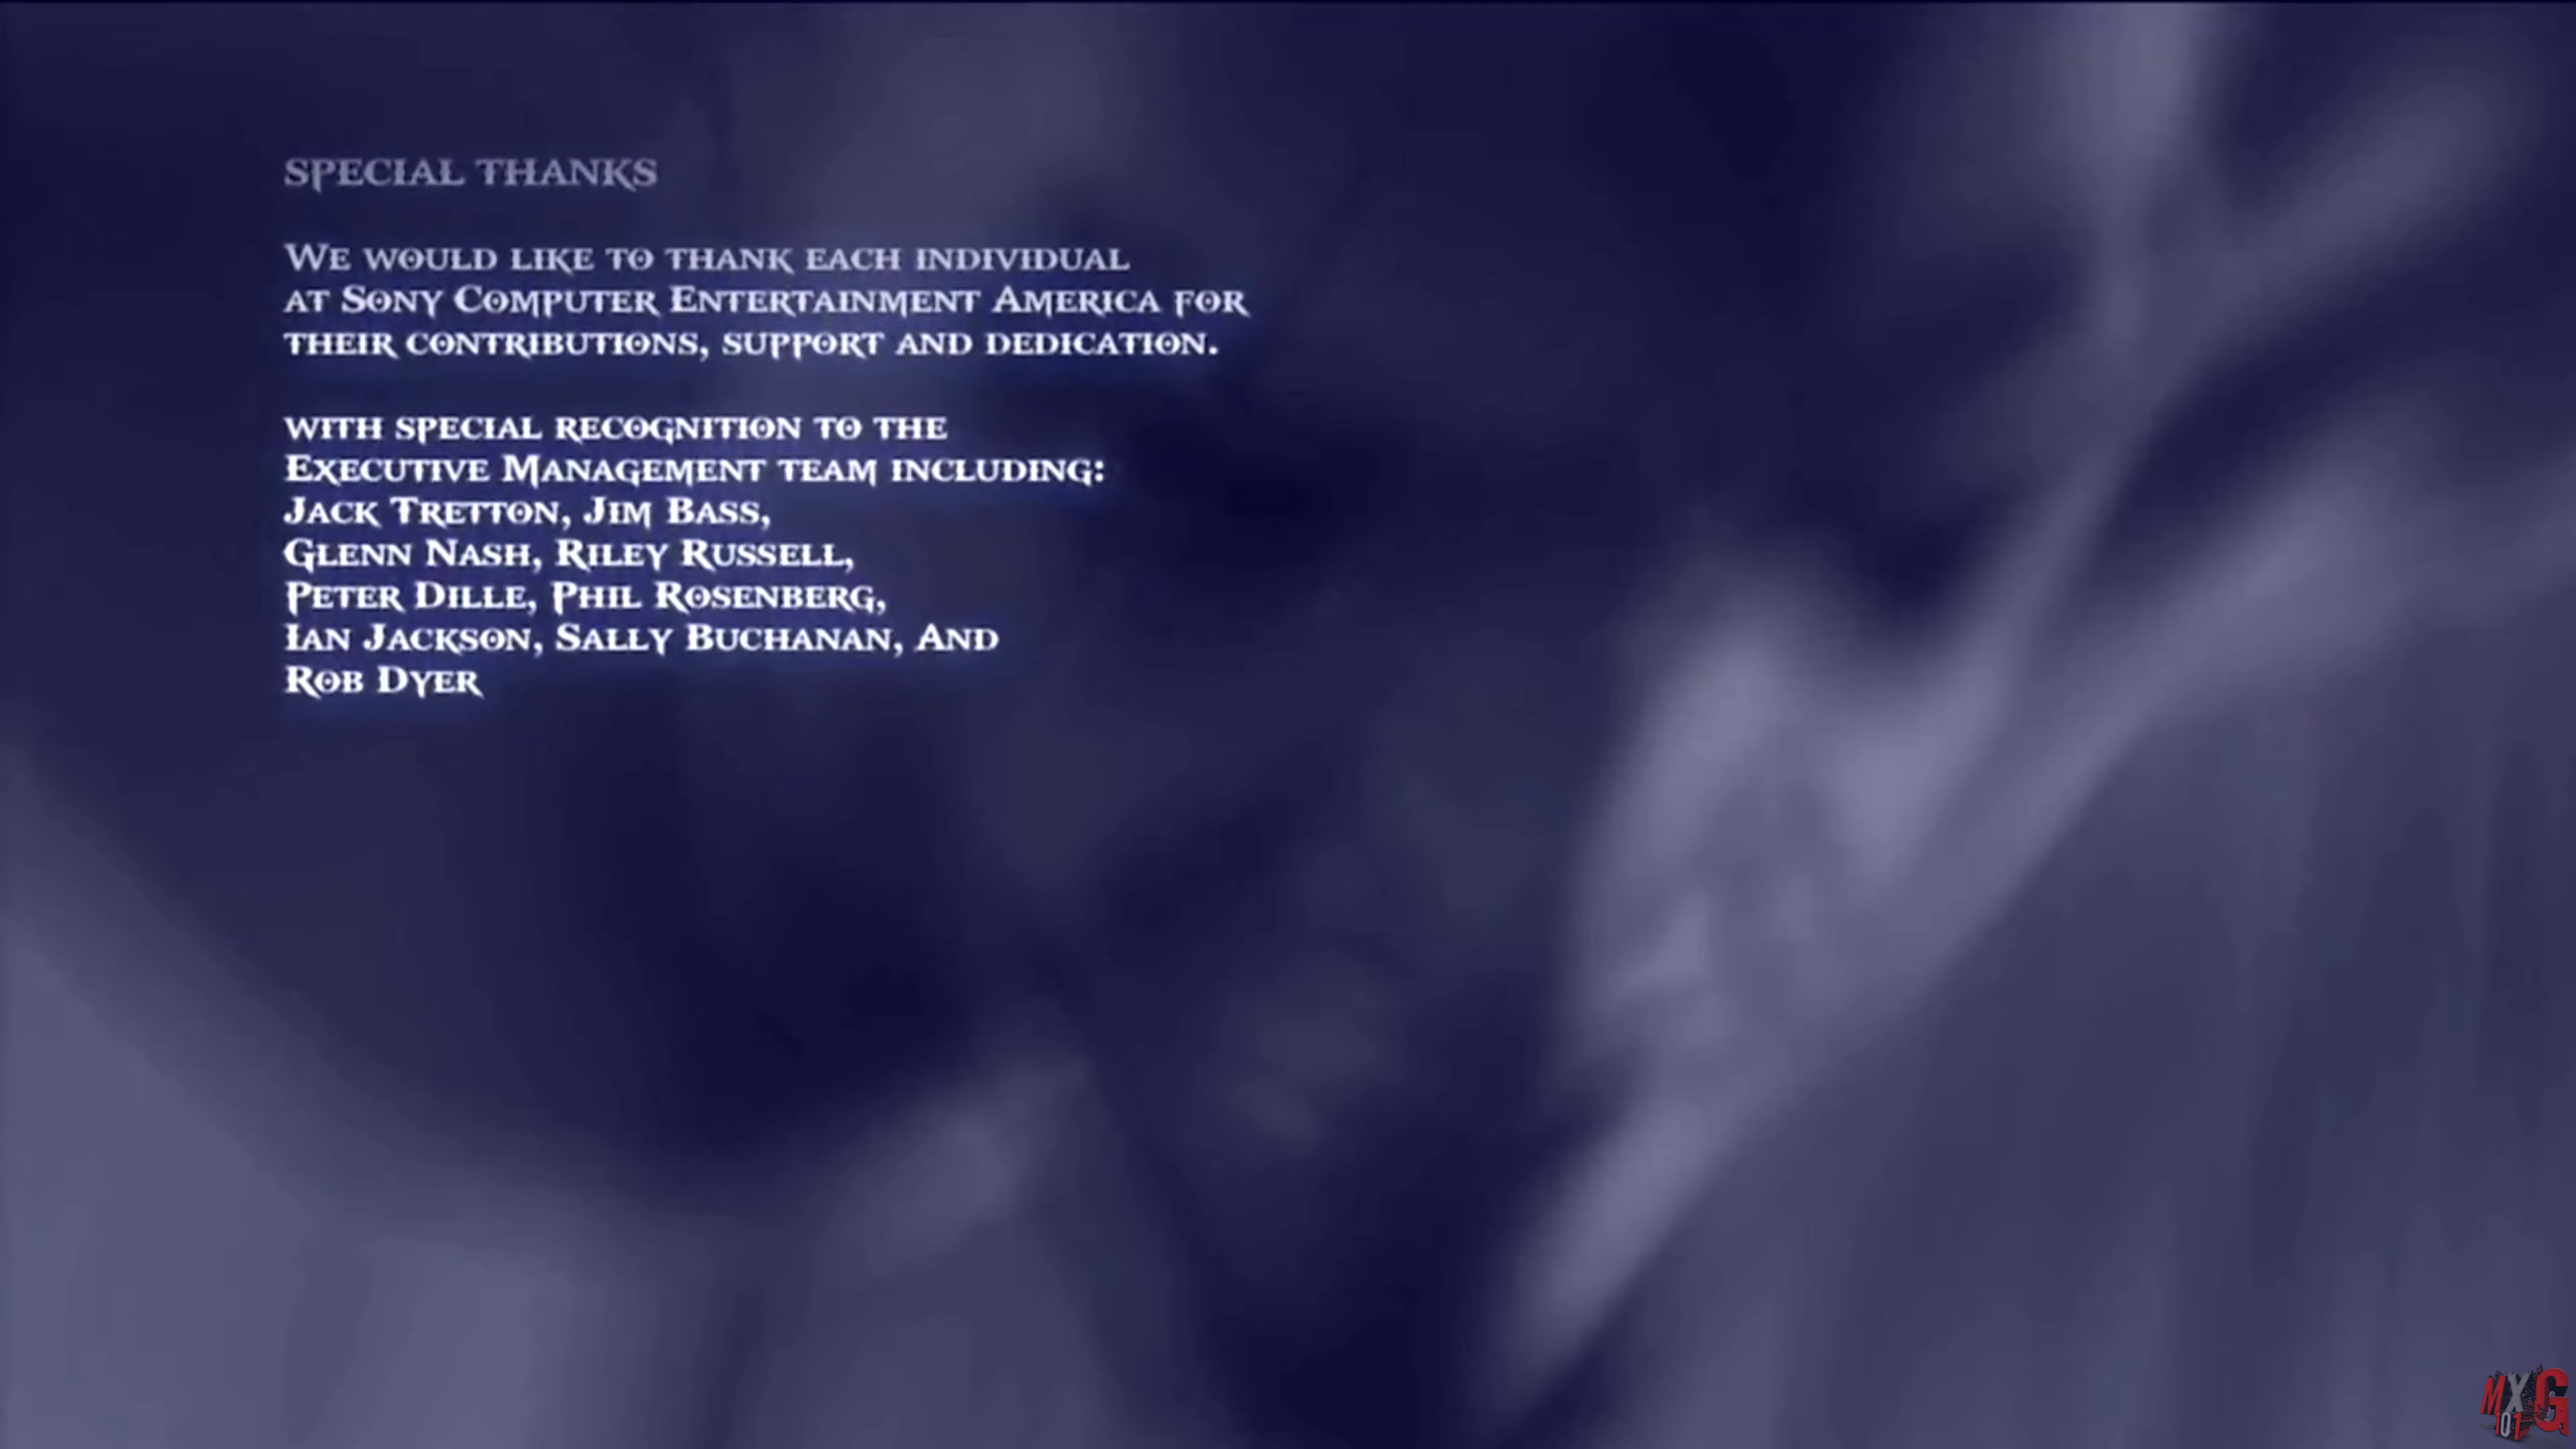 SPECIAL THANKS
WE WOULD LIKE TO THANK EACH INDIVIDUAL
AT SONY COMPUTER ENTERTAINMENT AMERICA FOR
THEIR CONTRIBUTIONS, SUPPORT AND DEDICATION.
WITH SPECIAL RECOGNITION TO THE
EXECUTIVE MANAGEMENT TEAM INCLUDING:
JACK TRETTON, JIM BASS,
GLENN NASH, RILEY RUSSELL,
PETER DILLE, PHIL ROSENBERG,
IAN JACKSON, SALLY BUCHANAN, AND
ROB DYER
MXG
101